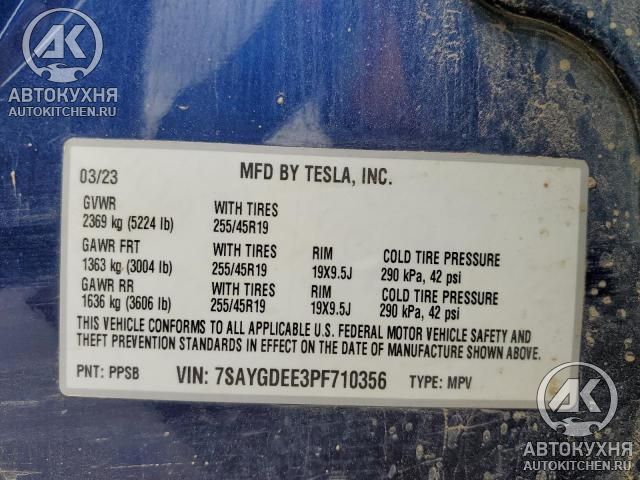 АК
АВТОКУХНЯ
AUTOKITCHEN.RU
03/23 MFD BY TESLA, INC.
GVWR WITH TIRES
2369 kg (5224 lb) 255/45R19
GAWR FRT WITH TIRES RIM COLD TIRE PRESSURE
1363 kg (3004 lb) 255/45R19 19X9.5J 290 kPa, 42 psi
GAWR RR WITH TIRES RIM COLD TIRE PRESSURE
1636 kg (3606 lb) 255/45R19 19X9.5J 290 kPa, 42 psi
THIS VEHICLE CONFORMS TO ALL APPLICABLE U.S. FEDERAL MOTOR VEHICLE SAFETY AND
THEFT PREVENTION STANDARDS IN EFFECT ON THE DATE OF MANUFACTURE SHOWN ABOVE.
PNT: PPSB VIN: 7SAYGDEE3PF710356 TYPE: MPV
АК
АВТОКУХНЯ
AUTOKITCHEN.RU